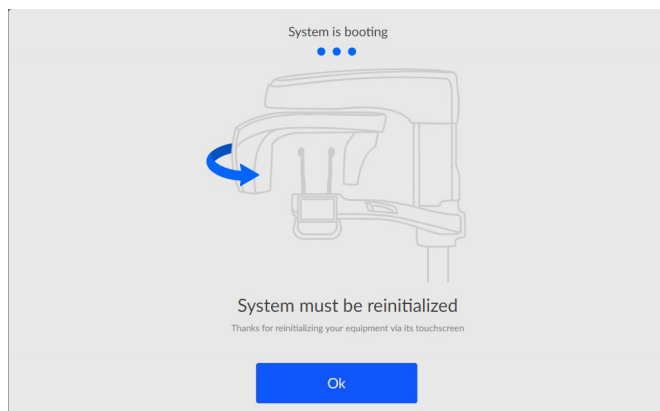 System is booting
System must be reinitialized
Thanks for reinitializing your equipment via its touchscreen
Ok